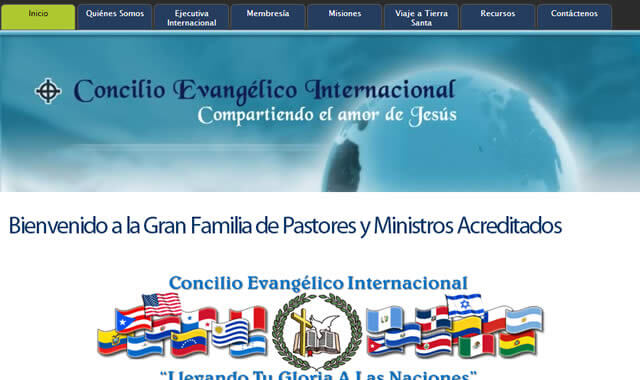 Inicio
Quiénes Somos
Ejecutiva
Internacional
Membresía
Misiones
Viaje a Tierra
Santa
Recursos
Contáctenos
Concilio Evangélico Internacional
Compartiendo el amor de Jesús
Bienvenido a la Gran Familia de Pastores y Ministros Acreditados
Concilio Evangélico Internacional
"Llevando Tu Gloria A Las Naciones"